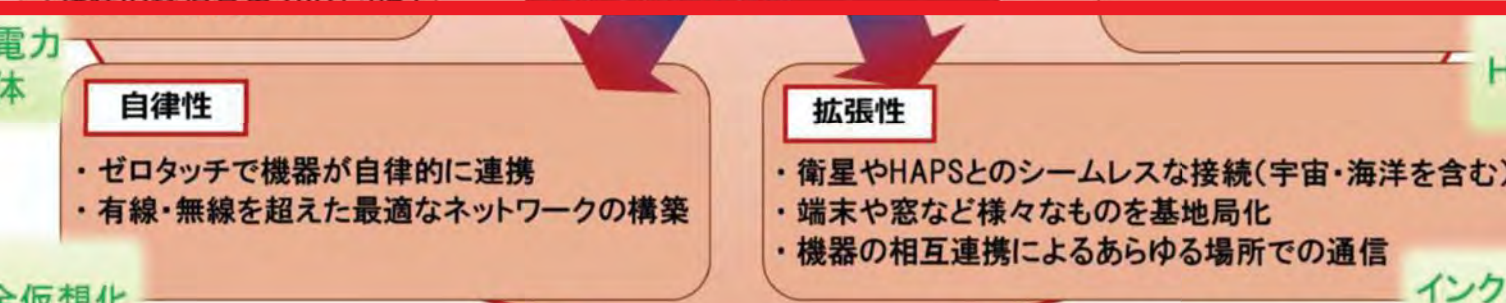 電力
体
自律性
・ゼロタッチで機器が自律的に連携
・有線・無線を超えた最適なネットワークの構築
拡張性
・衛星やHAPSとのシームレスな接続(宇宙・海洋を含む)
・端末や窓など様々なものを基地局化
・機器の相互連携によるあらゆる場所での通信
H
仮想化
インク